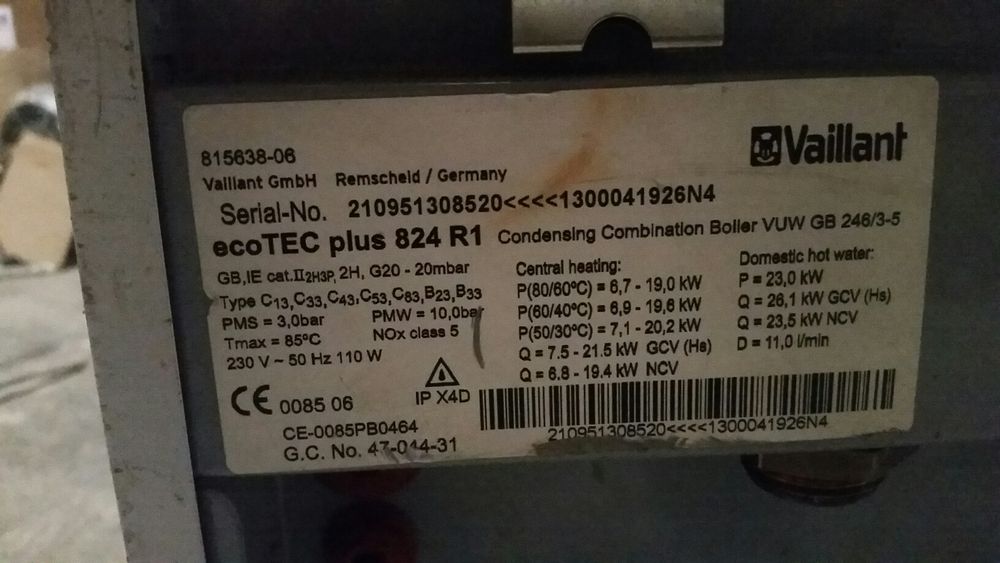 815638-06
Vaillant
Vaillant GmbH Remscheid / Germany
Serial-No. 210951308520<<<<1300041926N4
ecoTEC plus 824 R1 Condensing Combination Boiler VUW GB 246/3-5
GB,IE cat.II2H3P, 2H, G20 - 20mbar
Type C13,C33,C43,C53,C83,B23,B33
PMS = 3,0bar PMW = 10,0bar
Tmax = 85ºC NOx class 5
230 V ~ 50 Hz 110 W
Central heating:
P(80/60ºC) = 6,7 - 19,0 kW
P(60/40ºC) = 6,9 - 19,6 kW
P(50/30ºC) = 7,1 - 20,2 kW
Q = 7.5 - 21.5 kW GCV (Hs)
Q = 6.8 - 19.4 kW NCV
Domestic hot water:
P = 23,0 kW
Q = 26,1 kW GCV (Hs)
Q = 23,5 kW NCV
D = 11,0 l/min
CE 0085 06
IP X4D
CE-0085PB0464
G.C. No. 47-044-31
210951308520<<<<1300041926N4